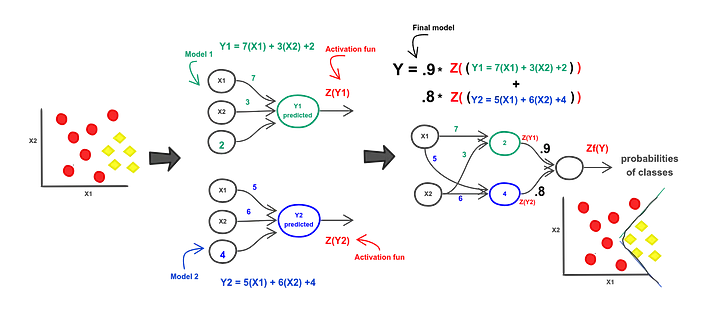 X2
X1
Y1 = 7(X1) + 3(X2) +2
Model 1
Activation fun
X1
7
X2
3
2
Y1
predicted
Z(Y1)
X1
5
X2
6
4
Y2
predicted
Z(Y2)
Model 2
Activation fun
Y2 = 5(X1) + 6(X2) +4
Final model
Y = .9* Z( ( Y1 = 7(X1) + 3(X2) +2 ) )
+
.8* Z( ( Y2 = 5(X1) + 6(X2) +4 ) )
X1
7
2
Z(Y1)
.9
5
3
Zf(Y)
X2
6
4
Z(Y2)
.8
probabilities
of classes
X2
X1